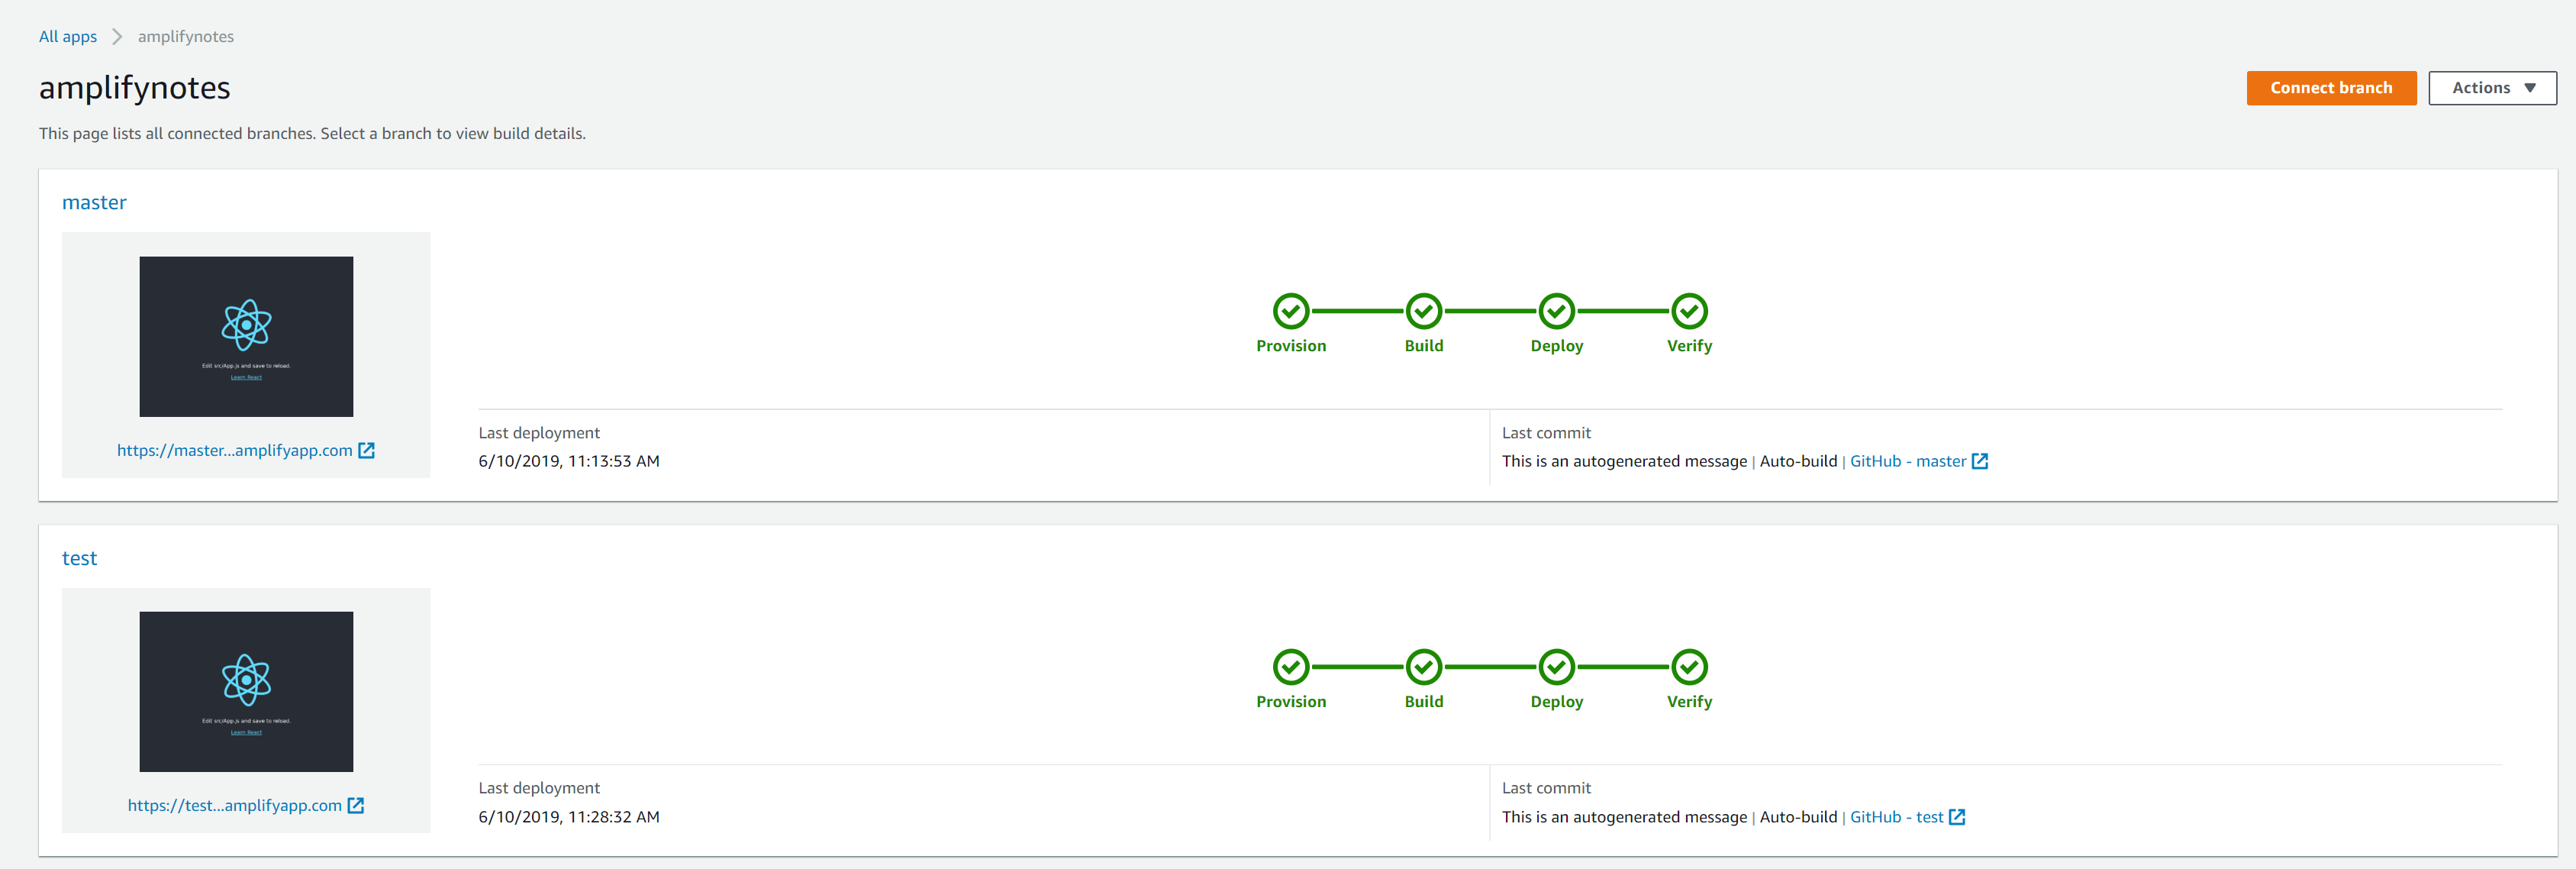 All apps > amplifynotes
amplifynotes
Connect branch
Actions
This page lists all connected branches. Select a branch to view build details.
master
Edit src/App.js and save to reload.
Learn React
https://master...amplifyapp.com
Provision Build Deploy Verify
Last deployment
6/10/2019, 11:13:53 AM
Last commit
This is an autogenerated message | Auto-build | GitHub - master
test
Edit src/App.js and save to reload.
Learn React
https://test...amplifyapp.com
Provision Build Deploy Verify
Last deployment
6/10/2019, 11:28:32 AM
Last commit
This is an autogenerated message | Auto-build | GitHub - test